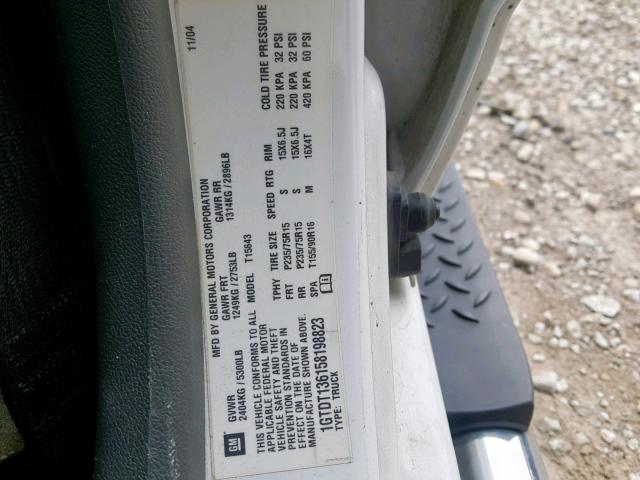 GM
MFD BY GENERAL MOTORS CORPORATION
11/04
GVWR GAWR FRT GAWR RR
2404KG / 5300LB 1249KG / 2753LB 1314KG / 2896LB
THIS VEHICLE CONFORMS TO ALL
APPLICABLE FEDERAL MOTOR
VEHICLE SAFETY AND THEFT
PREVENTION STANDARDS IN
EFFECT ON THE DATE OF
MANUFACTURE SHOWN ABOVE.
1GTDT136158198823
TYPE: TRUCK
MODEL T15643
TPHY TIRE SIZE SPEED RTG RIM COLD TIRE PRESSURE
FRT P235/75R15 S 15X6.5J 220 KPA 32 PSI
RR P235/75R15 S 15X6.5J 220 KPA 32 PSI
SPA T155/90R16 M 16X4T 420 KPA 60 PSI